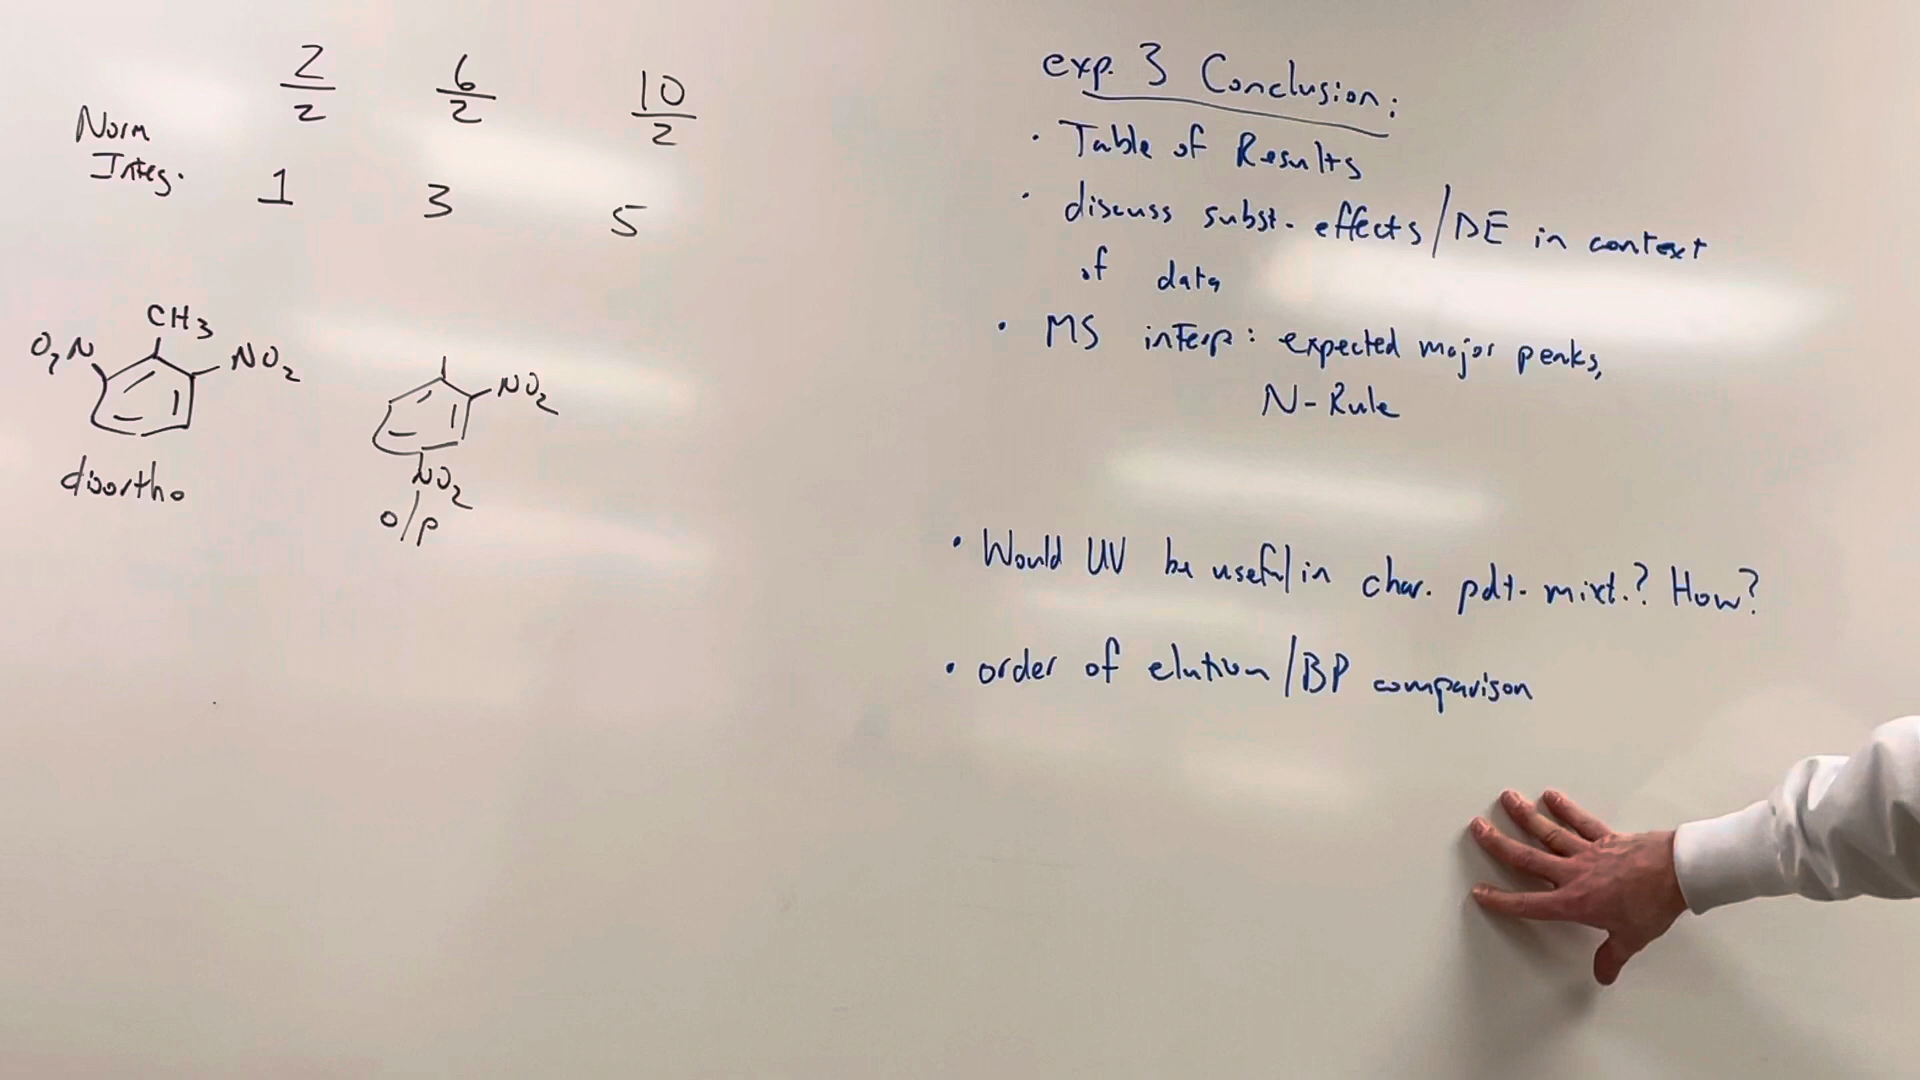 2/2 6/2 10/2
Norm
Integ. 1 3 5
CH3
O2N NO2
NO2
NO2
diortho
o/p
exp. 3 Conclusion:
• Table of Results
• discuss subst. effects/DE in context
of data
• MS interp: expected major peaks,
N-Rule
• Would UV be useful in char. pdt. mixt.? How?
• order of elution/BP comparison